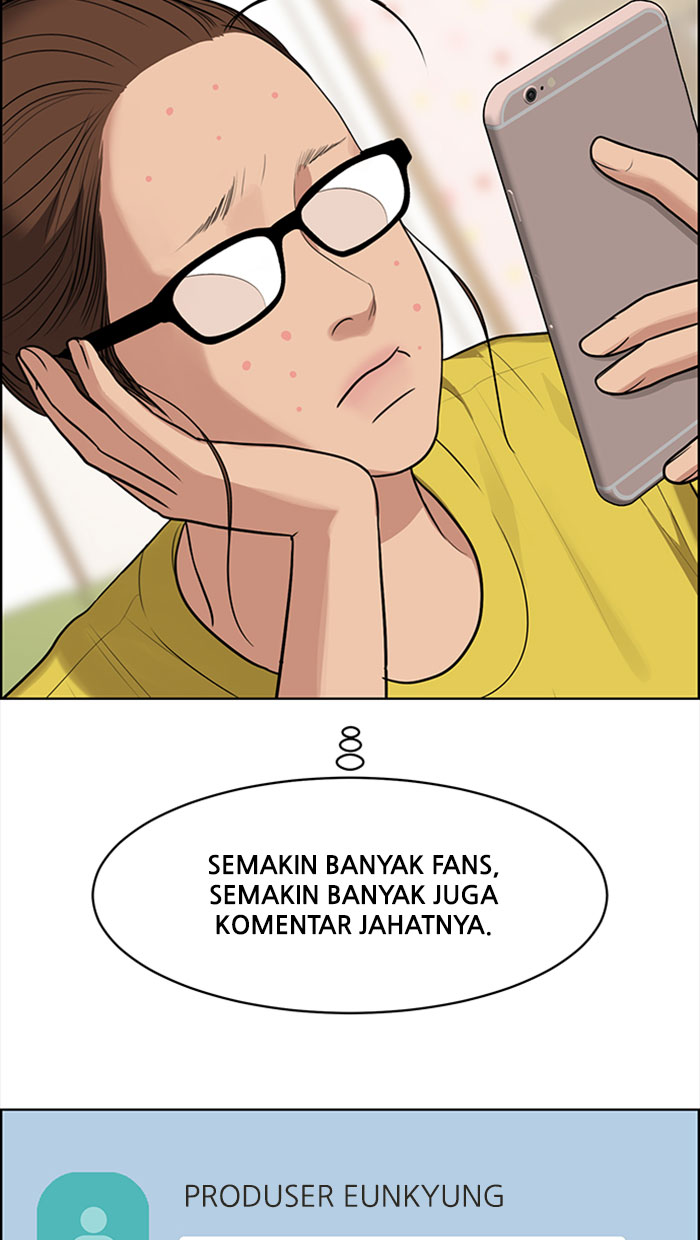 SEMAKIN BANYAK FANS,
SEMAKIN BANYAK JUGA
KOMENTAR JAHATNYA.
PRODUSER EUNKYUNG